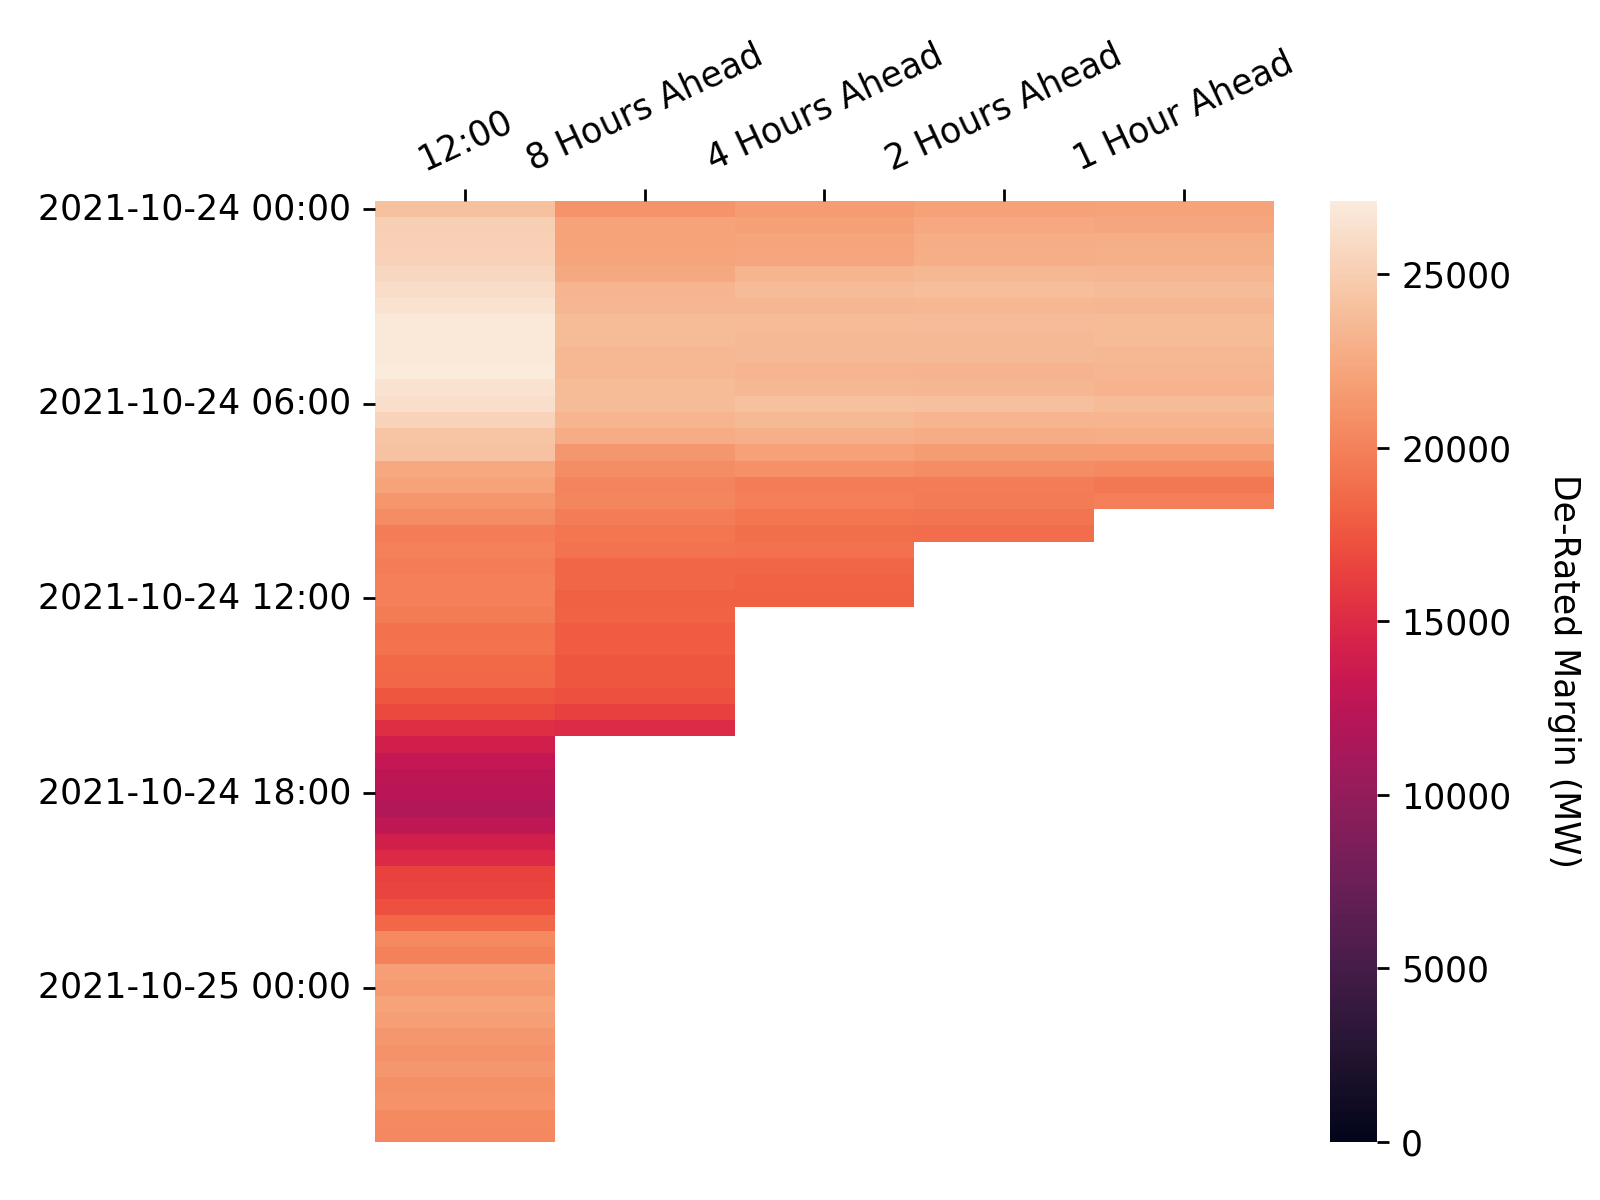 12:00
8 Hours Ahead
4 Hours Ahead
2 Hours Ahead
1 Hour Ahead
2021-10-24 00:00
2021-10-24 06:00
2021-10-24 12:00
2021-10-24 18:00
2021-10-25 00:00
25000
20000
15000
10000
5000
0
De-Rated Margin (MW)